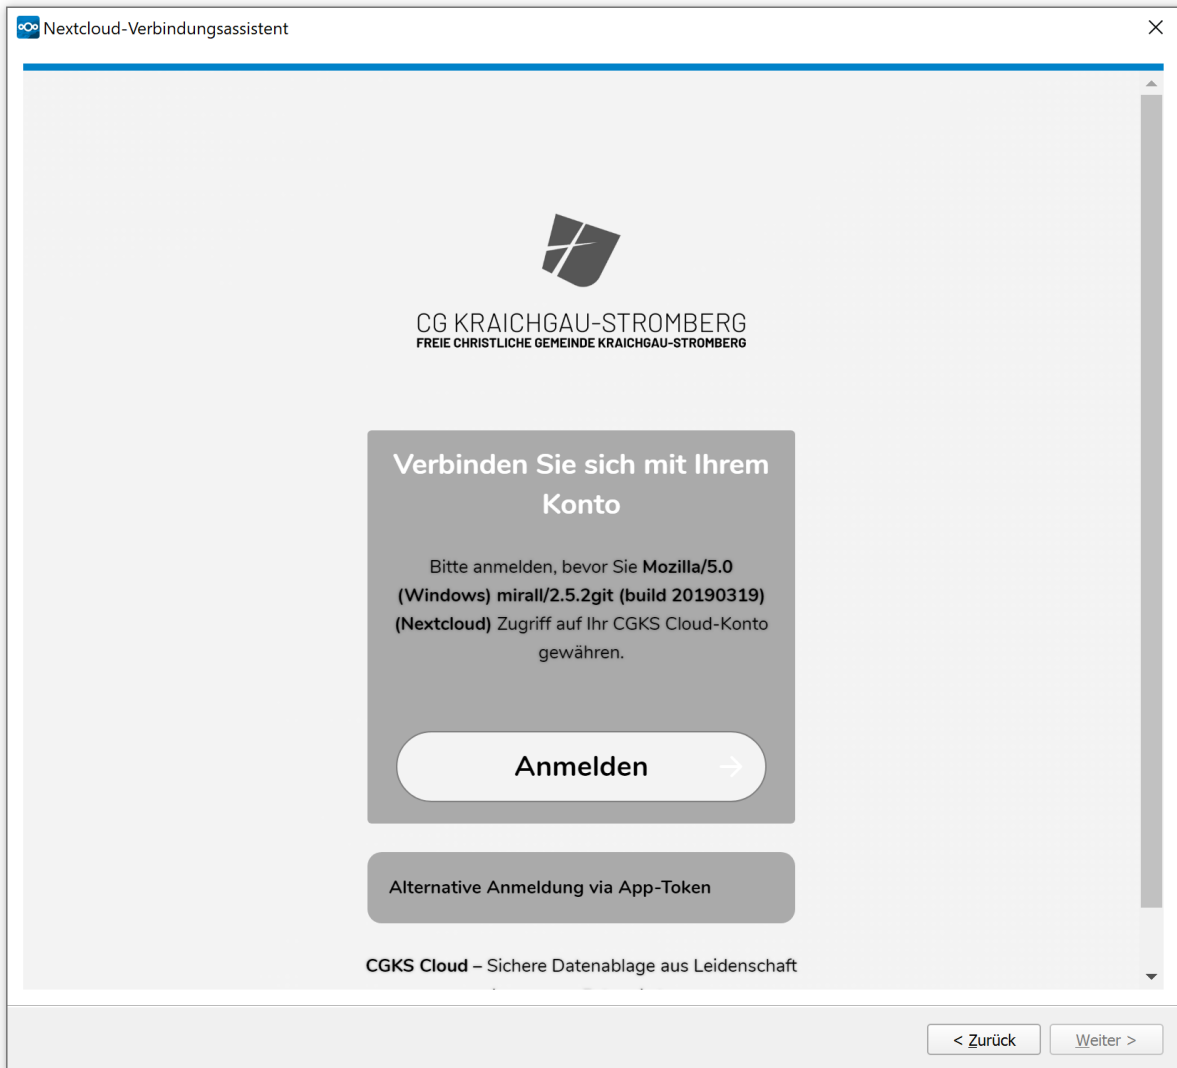 Nextcloud-Verbindungsassistent
CG KRAICHGAU-STROMBERG
FREIE CHRISTLICHE GEMEINDE KRAICHGAU-STROMBERG
Verbinden Sie sich mit Ihrem
Konto
Bitte anmelden, bevor Sie Mozilla/5.0
(Windows) mirall/2.5.2git (build 20190319)
(Nextcloud) Zugriff auf Ihr CGKS Cloud-Konto
gewähren.
Anmelden
Alternative Anmeldung via App-Token
CGKS Cloud – Sichere Datenablage aus Leidenschaft
< Zurück
Weiter >